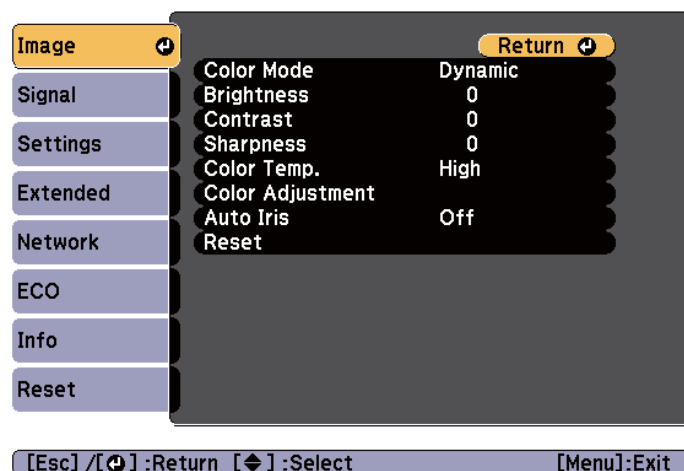 Image
Signal
Settings
Extended
Network
ECO
Info
Reset
Return
Color Mode Dynamic
Brightness 0
Contrast 0
Sharpness 0
Color Temp. High
Color Adjustment
Auto Iris Off
Reset
[Esc] /[⏎] :Return [◆] :Select [Menu]:Exit